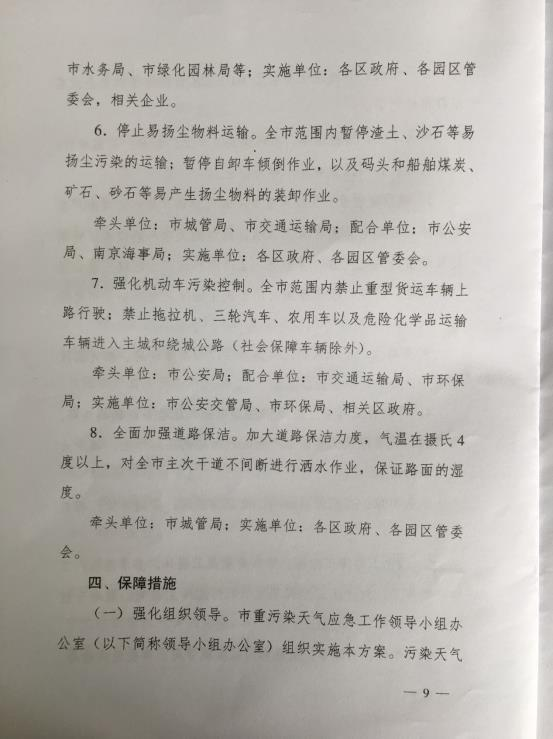 市水务局、市绿化园林局等；实施单位：各区政府、各园区管
委会，相关企业。
6．停止易扬尘物料运输。全市范围内暂停渣土、沙石等易
扬尘污染的运输；暂停自卸车倾倒作业，以及码头和船舶煤炭、
矿石、砂石等易产生扬尘物料的装卸作业。
牵头单位：市城管局、市交通运输局；配合单位：市公安
局、南京海事局；实施单位：各区政府、各园区管委会。
7．强化机动车污染控制。全市范围内禁止重型货运车辆上
路行驶；禁止拖拉机、三轮汽车、农用车以及危险化学品运输
车辆进入主城和绕城公路（社会保障车辆除外）。
牵头单位：市公安局；配合单位：市交通运输局、市环保
局；实施单位：市公安交管局、市环保局、相关区政府。
8．全面加强道路保洁。加大道路保洁力度，气温在摄氏 4
度以上，对全市主次干道不间断进行洒水作业，保证路面的湿
度。
牵头单位：市城管局；实施单位：各区政府、各园区管委
会。
四、保障措施
（一）强化组织领导。市重污染天气应急工作领导小组办
公室（以下简称领导小组办公室）组织实施本方案。污染天气
— 9 —